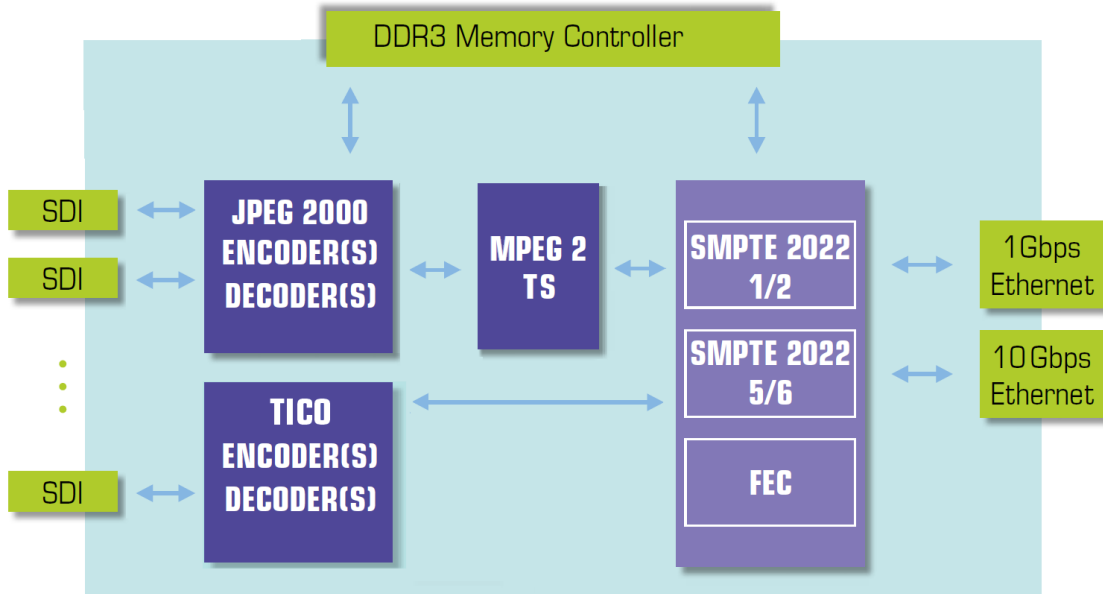 DDR3 Memory Controller
SDI
SDI
SDI
JPEG 2000
ENCODER(S)
DECODER(S)
TICO
ENCODER(S)
DECODER(S)
MPEG 2
TS
SMPTE 2022
1/2
SMPTE 2022
5/6
FEC
1Gbps
Ethernet
10Gbps
Ethernet